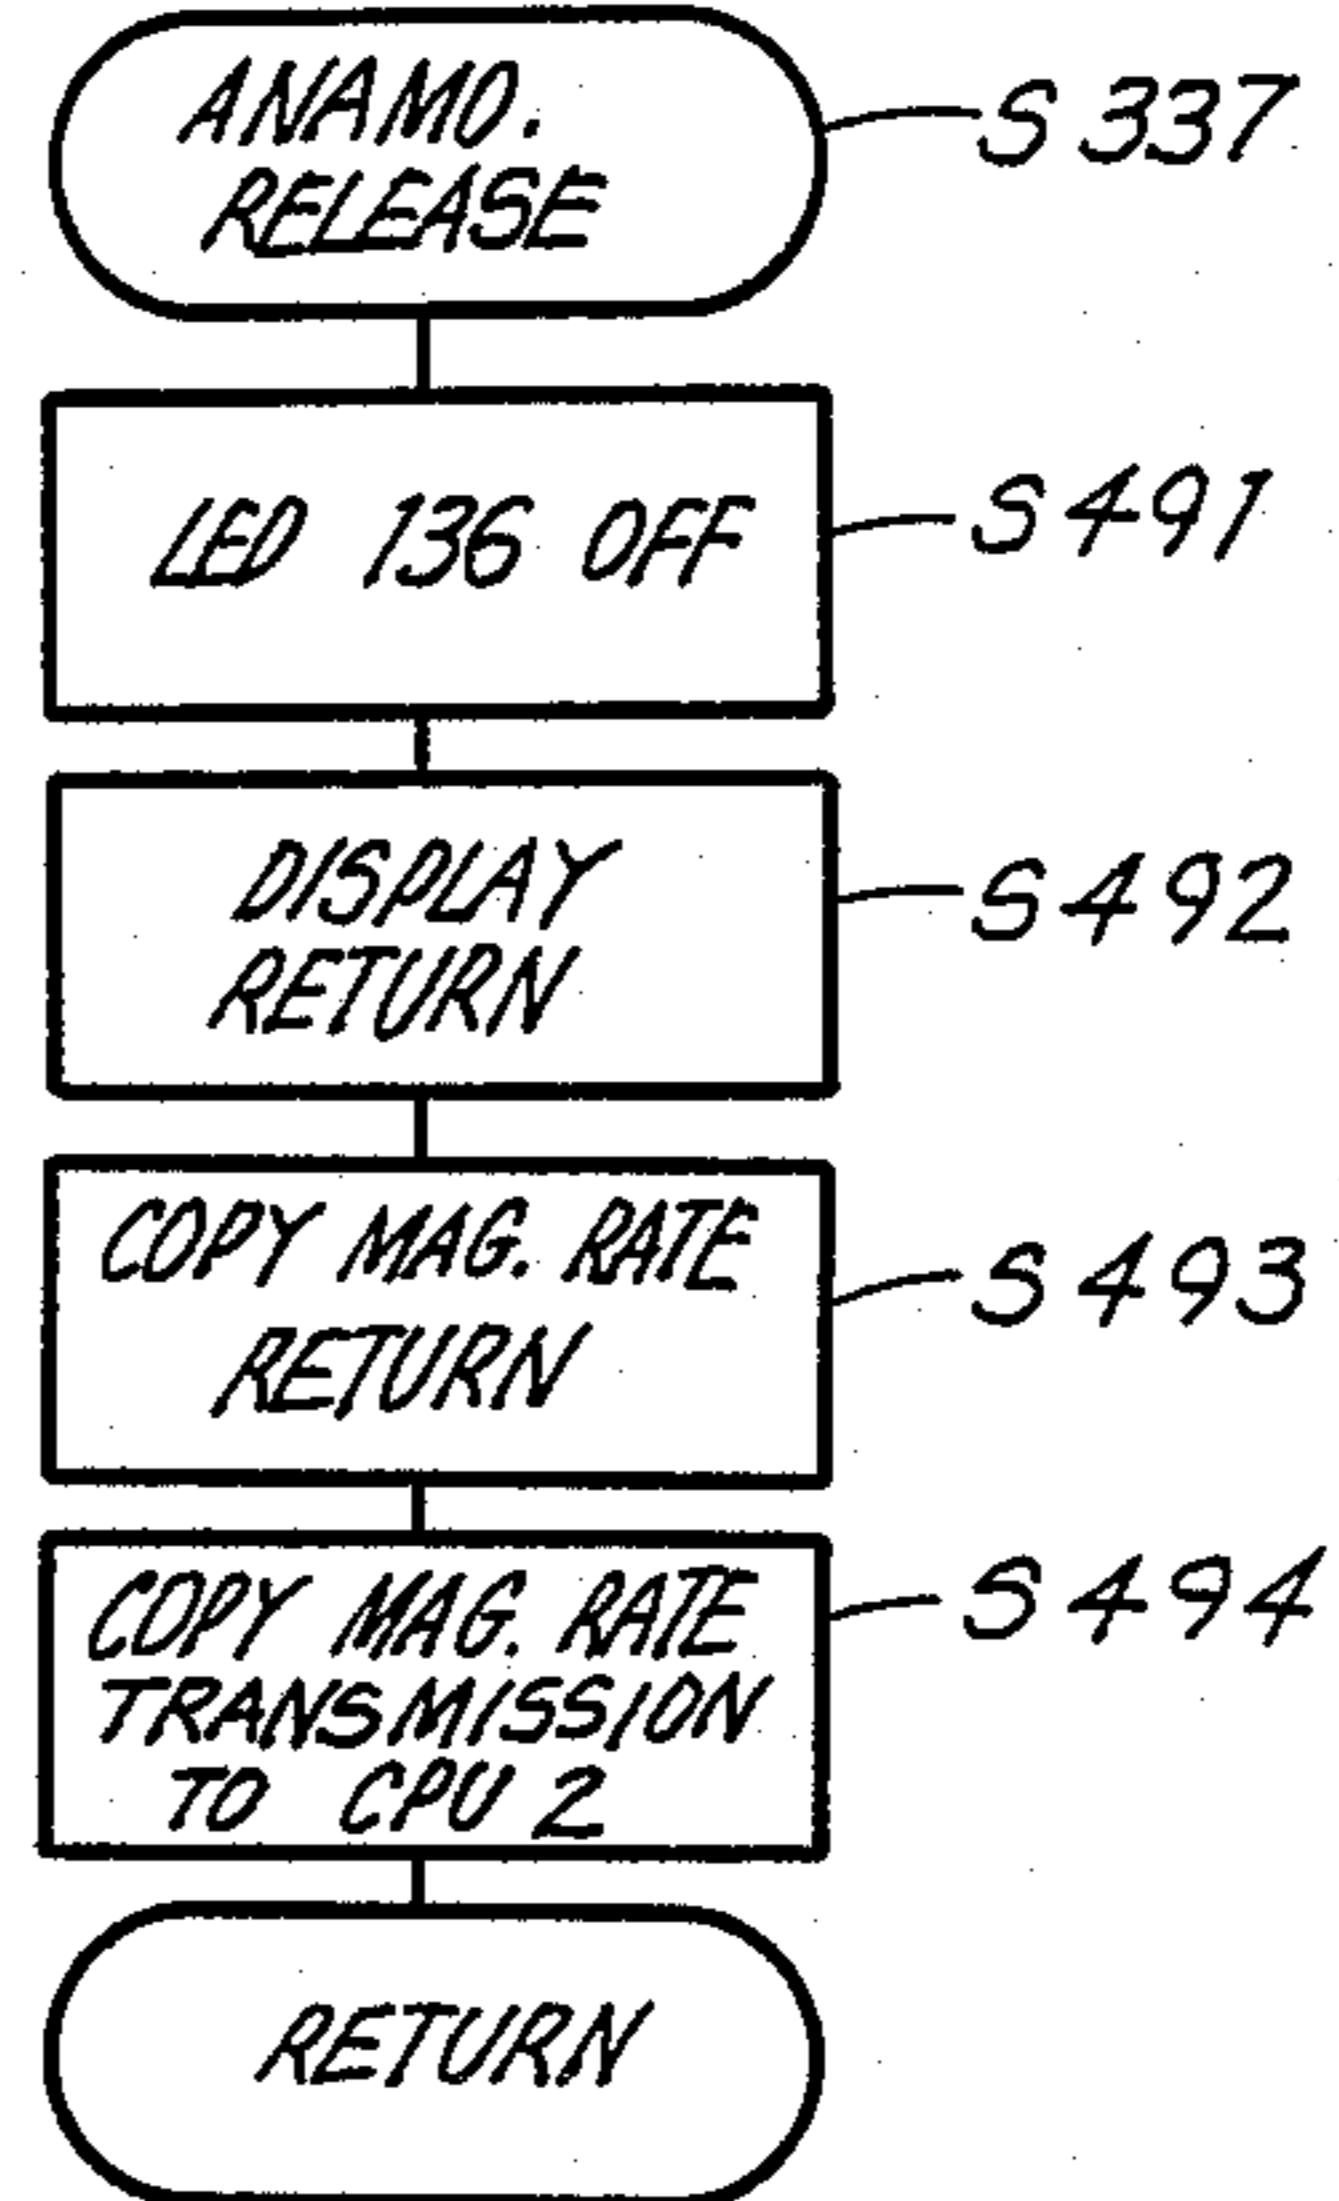 ANAMO.
RELEASE
S 337
LED 136 OFF
S 491
DISPLAY
RETURN
S 492
COPY MAG. RATE
RETURN
S 493
COPY MAG. RATE
TRANSMISSION
TO CPU 2
S 494
RETURN